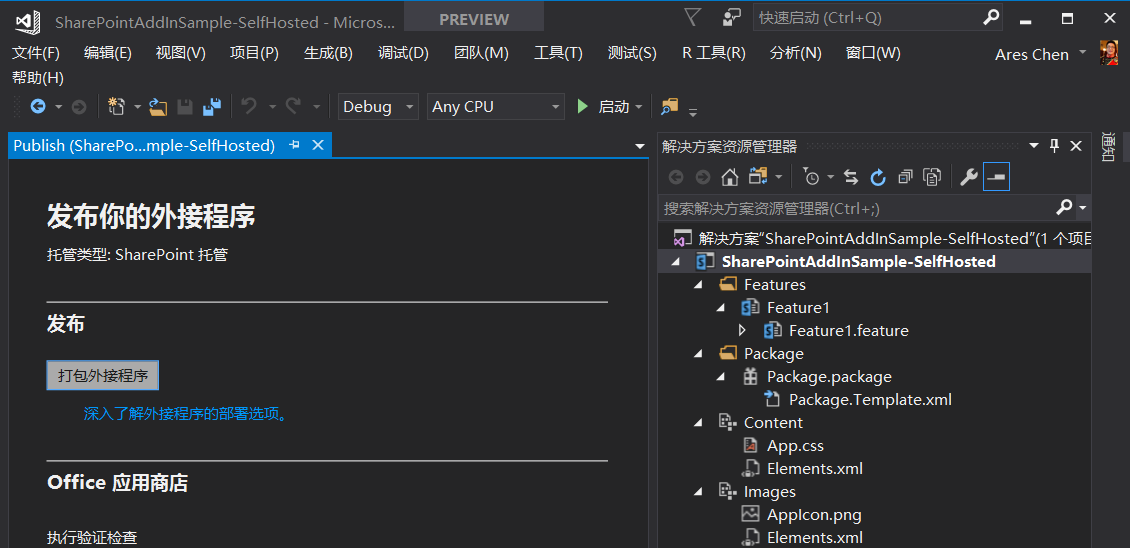 SharePointAddInSample-SelfHosted - Micros...
PREVIEW
快速启动 (Ctrl+Q)
文件(F) 编辑(E) 视图(V) 项目(P) 生成(B) 调试(D) 团队(M) 工具(T) 测试(S) R 工具(R) 分析(N) 窗口(W)
Ares Chen
帮助(H)
Debug
Any CPU
启动
Publish (SharePo...mple-SelfHosted)
发布你的外接程序
托管类型: SharePoint 托管
发布
打包外接程序
深入了解外接程序的部署选项。
Office 应用商店
执行验证检查
解决方案资源管理器
搜索解决方案资源管理器(Ctrl+;)
解决方案"SharePointAddInSample-SelfHosted"(1 个项目
SharePointAddInSample-SelfHosted
Features
Feature1
Feature1.feature
Package
Package.package
Package.Template.xml
Content
App.css
Elements.xml
Images
AppIcon.png
Elements.xml
通知